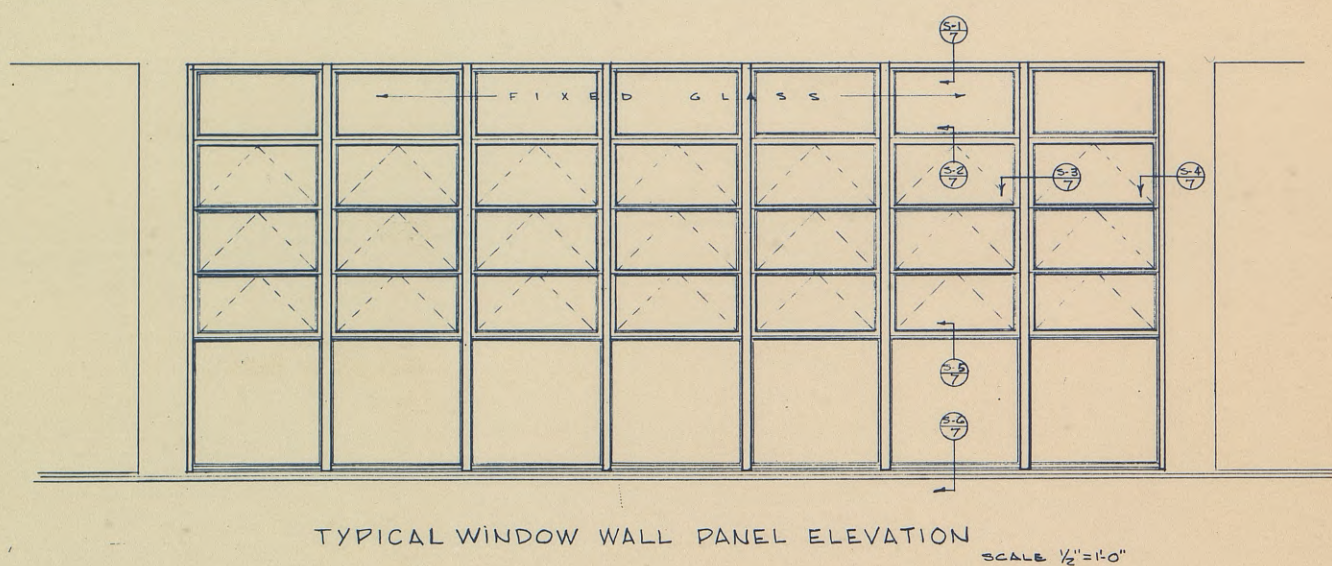 S-1
7
FIXED GLASS
S-2
7
S-3
7
S-4
7
S-5
7
S-6
7
TYPICAL WINDOW WALL PANEL ELEVATION
SCALE 1/2"=1'-0"